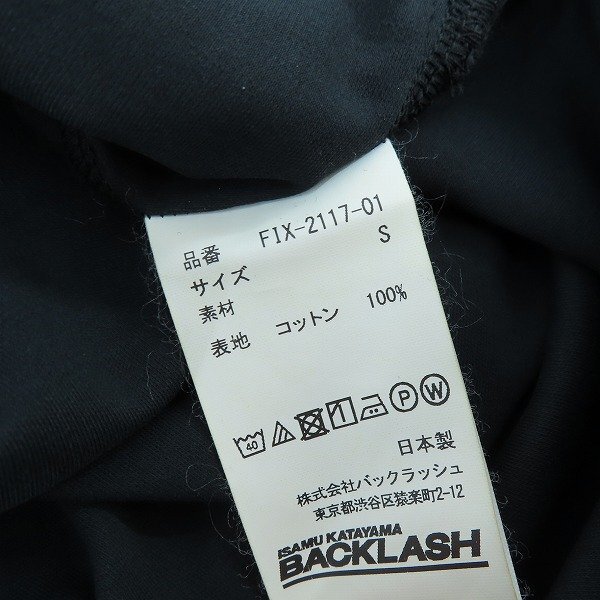 品番 FIX-2117-01
サイズ S
素材
表地 コットン 100%
40 P W
日本製
株式会社バックラッシュ
東京都渋谷区猿楽町2-12
ISAMU KATAYAMA
BACKLASH